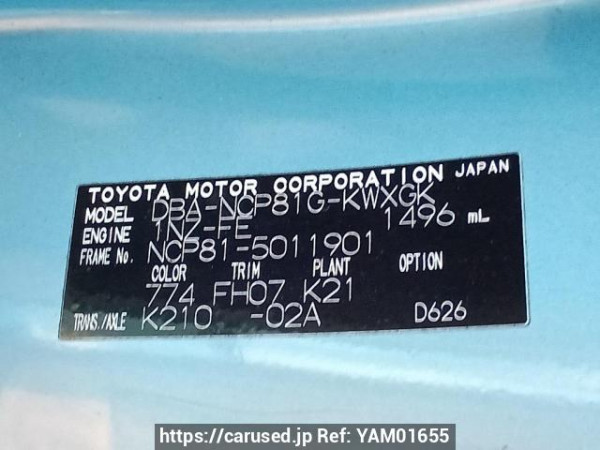 TOYOTA MOTOR CORPORATION JAPAN
MODEL DBA-NCP81G-KWXGK
ENGINE 1NZ-FE 1496 mL
FRAME No. NCP81-5011901
COLOR TRIM PLANT OPTION
774 FH07 K21
TRANS./AXLE K210 -02A D626
https://carused.jp Ref: YAM01655